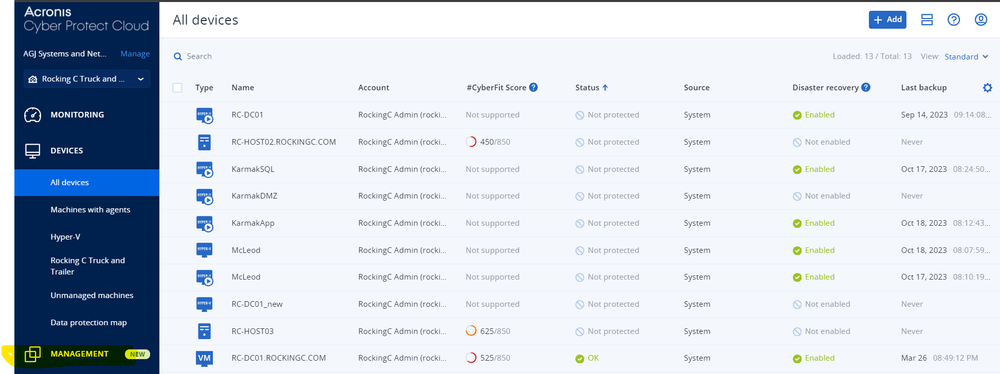 Acronis
Cyber Protect Cloud
AGJ Systems and Net... Manage
Rocking C Truck and ...
MONITORING
DEVICES
All devices
Machines with agents
Hyper-V
Rocking C Truck and
Trailer
Unmanaged machines
Data protection map
MANAGEMENT NEW
All devices
+ Add
?
Search
Loaded: 13 / Total: 13 View: Standard
Type Name Account #CyberFit Score ? Status Source Disaster recovery ? Last backup
HYPER-V RC-DC01 RockingC Admin (rocki... Not supported Not protected System Enabled Sep 14, 2023 09:14:08...
RC-HOST02.ROCKINGC.COM RockingC Admin (rocki... 450/850 Not protected System Not enabled Never
HYPER-V KarmakSQL RockingC Admin (rocki... Not supported Not protected System Enabled Oct 17, 2023 08:24:50...
HYPER-V KarmakDMZ RockingC Admin (rocki... Not supported Not protected System Not enabled Never
HYPER-V KarmakApp RockingC Admin (rocki... Not supported Not protected System Enabled Oct 18, 2023 08:12:43...
HYPER-V McLeod RockingC Admin (rocki... Not supported Not protected System Enabled Oct 18, 2023 08:07:59...
HYPER-V McLeod RockingC Admin (rocki... Not supported Not protected System Enabled Oct 17, 2023 08:10:19...
HYPER-V RC-DC01_new RockingC Admin (rocki... Not supported Not protected System Not enabled Never
RC-HOST03 RockingC Admin (rocki... 625/850 Not protected System Not enabled Never
VM RC-DC01.ROCKINGC.COM RockingC Admin (rocki... 525/850 OK System Enabled Mar 26 08:49:12 PM